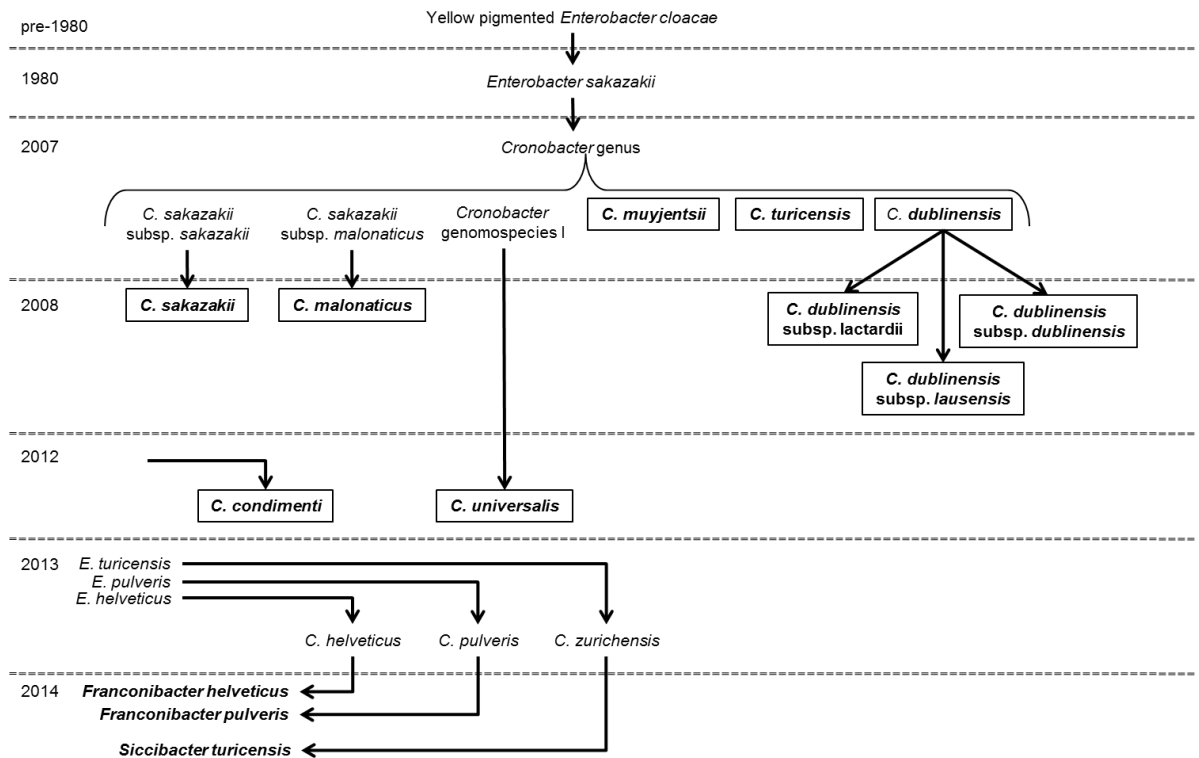 pre-1980
Yellow pigmented Enterobacter cloacae
1980
Enterobacter sakazakii
2007
Cronobacter genus
C. sakazakii
subsp. sakazakii
C. sakazakii
subsp. malonaticus
Cronobacter
genomospecies I
C. muyjentsii
C. turicensis
C. dublinensis
2008
C. sakazakii
C. malonaticus
C. dublinensis
subsp. lactardii
C. dublinensis
subsp. dublinensis
C. dublinensis
subsp. lausensis
2012
C. condimenti
C. universalis
2013
E. turicensis
E. pulveris
E. helveticus
C. helveticus
C. pulveris
C. zurichensis
2014
Franconibacter helveticus
Franconibacter pulveris
Siccibacter turicensis